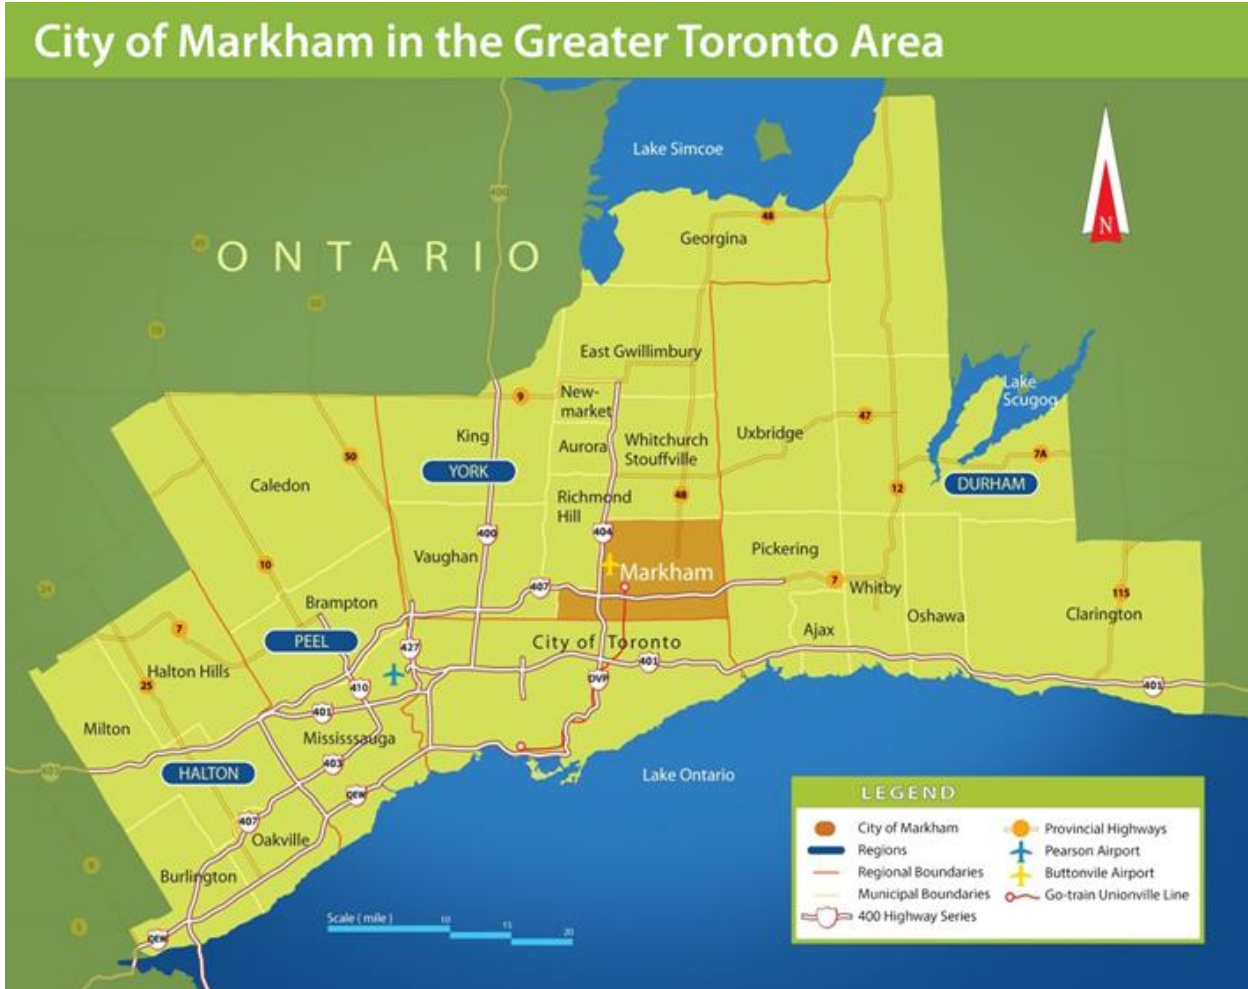 City of Markham in the Greater Toronto Area
Lake Simcoe
400
48
Georgina
ONTARIO
East Gwillimbury
9
New-
market
Lake
Scugog
47
King
Aurora
Whitchurch
Stouffville
Uxbridge
50
YORK
7A
Caledon
DURHAM
12
48
Richmond
Hill
400
404
Vaughan
Pickering
10
Markham
407
7
Whitby
115
Brampton
Oshawa
Clarington
7
PEEL
Ajax
427
City of Toronto
401
Halton Hills
DVP
25
410
401
401
Milton
Misssissauga
403
HALTON
Lake Ontario
QEW
407
Oakville
Burlington
QEW
Scale ( mile )
10
15
20
LEGEND
City of Markham
Regions
Regional Boundaries
Municipal Boundaries
400 Highway Series
Provincial Highways
Pearson Airport
Buttonvile Airport
Go-train Unionville Line